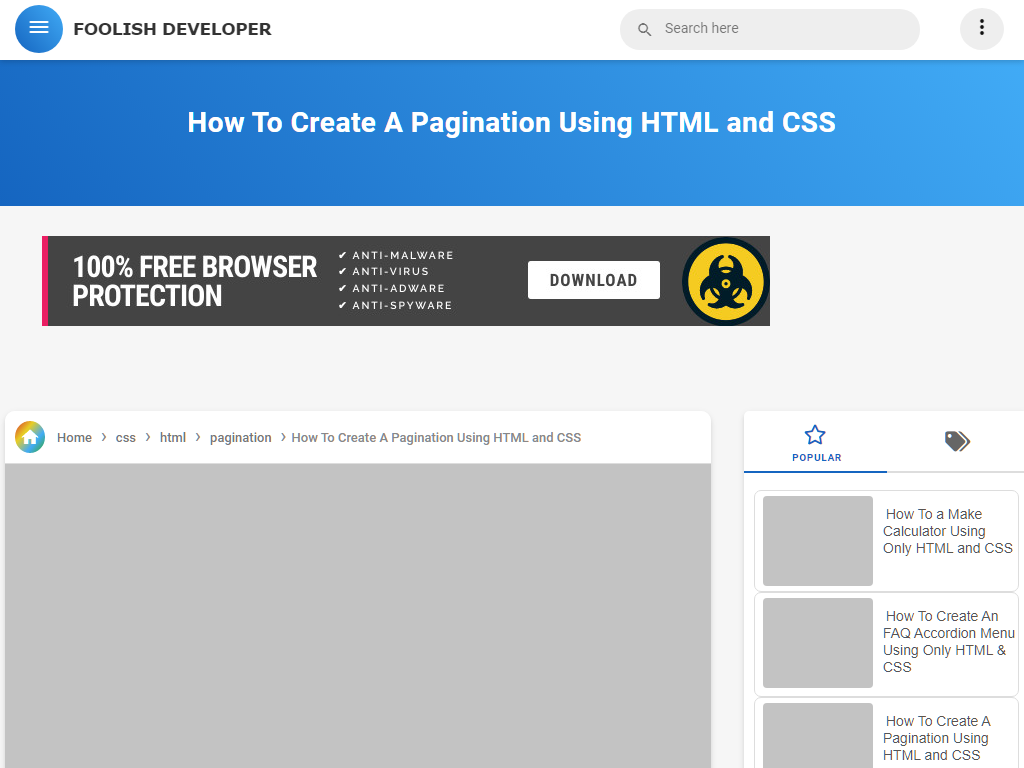 FOOLISH DEVELOPER
Search here
How To Create A Pagination Using HTML and CSS
100% FREE BROWSER
PROTECTION
✔ ANTI-MALWARE
✔ ANTI-VIRUS
✔ ANTI-ADWARE
✔ ANTI-SPYWARE
DOWNLOAD
Home › css › html › pagination › How To Create A Pagination Using HTML and CSS
POPULAR
How To a Make
Calculator Using
Only HTML and CSS
How To Create An
FAQ Accordion Menu
Using Only HTML &
CSS
How To Create A
Pagination Using
HTML and CSS